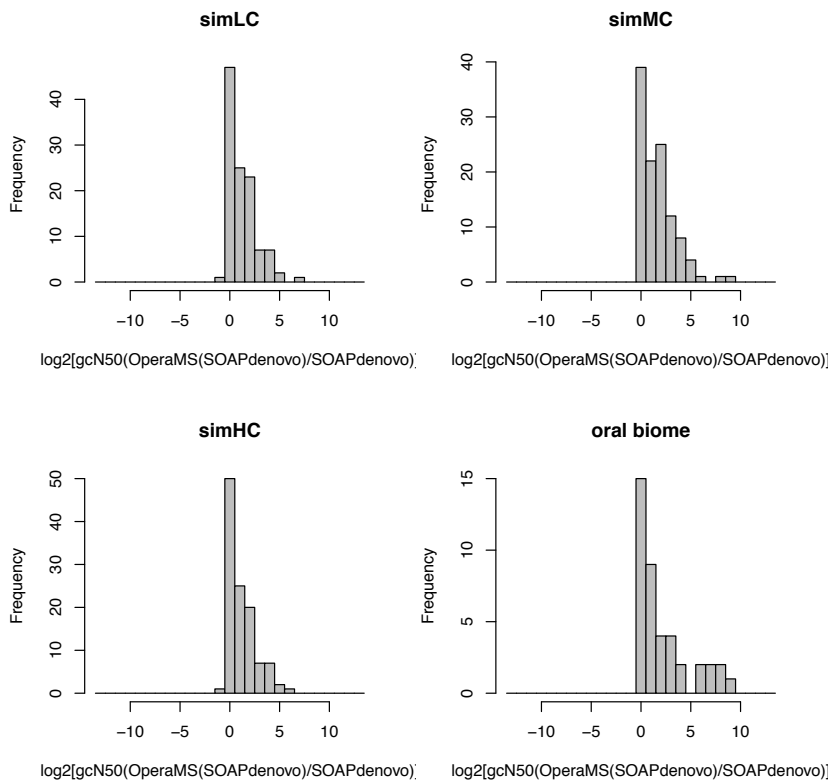 simLC
Frequency
0 10 20 30 40
−10 −5 0 5 10
log2[gcN50(OperaMS(SOAPdenovo)/SOAPdenovo)]
simMC
Frequency
0 10 20 30 40
−10 −5 0 5 10
log2[gcN50(OperaMS(SOAPdenovo)/SOAPdenovo)]
simHC
Frequency
0 10 20 30 40 50
−10 −5 0 5 10
log2[gcN50(OperaMS(SOAPdenovo)/SOAPdenovo)]
oral biome
Frequency
0 5 10 15
−10 −5 0 5 10
log2[gcN50(OperaMS(SOAPdenovo)/SOAPdenovo)]